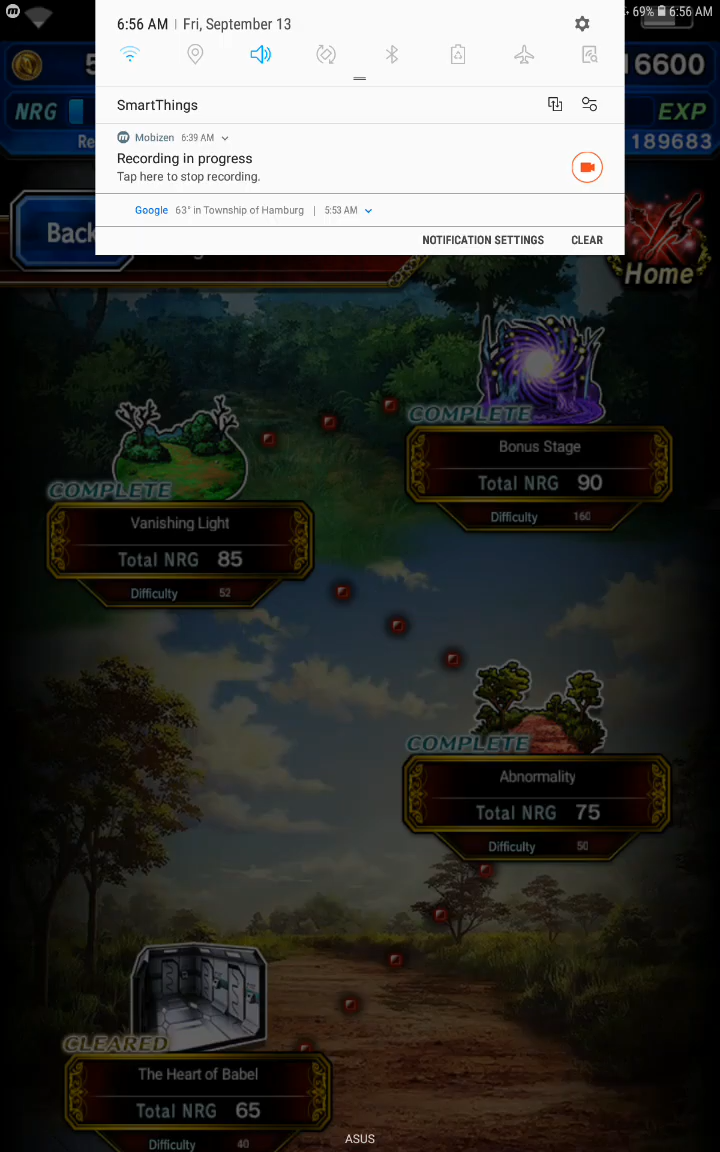 69% 6:56 AM
6:56 AM | Fri, September 13
5
16600
SmartThings
NRG
EXP
Mobizen 6:39 AM
Re
189683
Recording in progress
Tap here to stop recording.
Google 63° in Township of Hamburg | 5:53 AM
Back
NOTIFICATION SETTINGS CLEAR
Home
COMPLETE
Bonus Stage
Total NRG 90
Difficulty 160
COMPLETE
Vanishing Light
Total NRG 85
Difficulty 52
COMPLETE
Abnormality
Total NRG 75
Difficulty 50
CLEARED
The Heart of Babel
Total NRG 65
Difficulty 40
ASUS